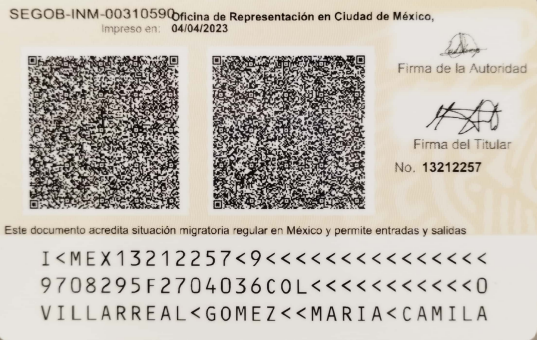 SEGOB-INM-00310590
Oficina de Representación en Ciudad de México,
Impreso en: 04/04/2023
Firma de la Autoridad
Firma del Titular
No. 13212257
Este documento acredita situación migratoria regular en México y permite entradas y salidas
I<MEX13212257<9<<<<<<<<<<<<<<<
9708295F2704036COL<<<<<<<<<<<0
VILLARREAL<GOMEZ<<MARIA<CAMILA